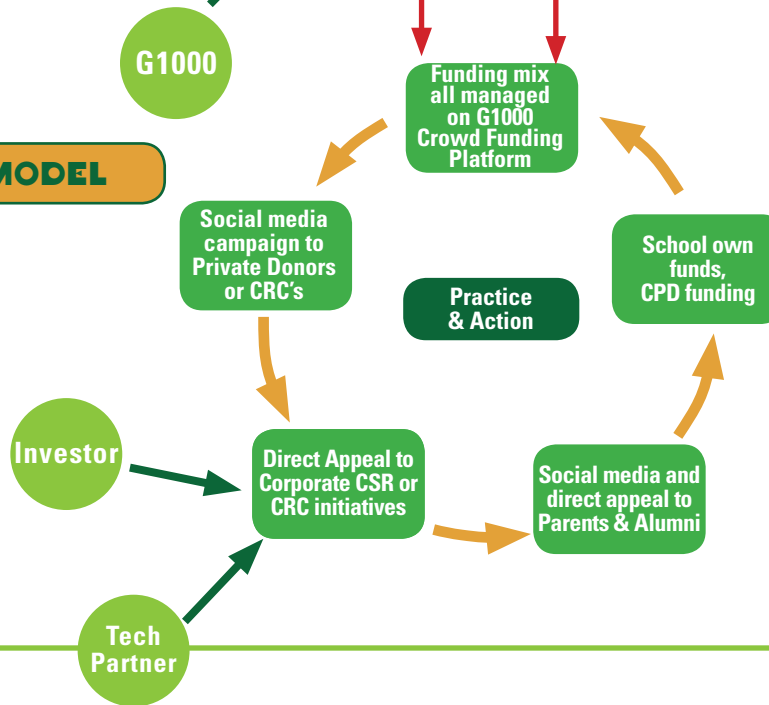 G1000
Funding mix
all managed
on G1000
Crowd Funding
Platform
MODEL
Social media
campaign to
Private Donors
or CRC's
School own
funds,
CPD funding
Practice
& Action
Investor
Direct Appeal to
Corporate CSR or
CRC initiatives
Social media and
direct appeal to
Parents & Alumni
Tech
Partner